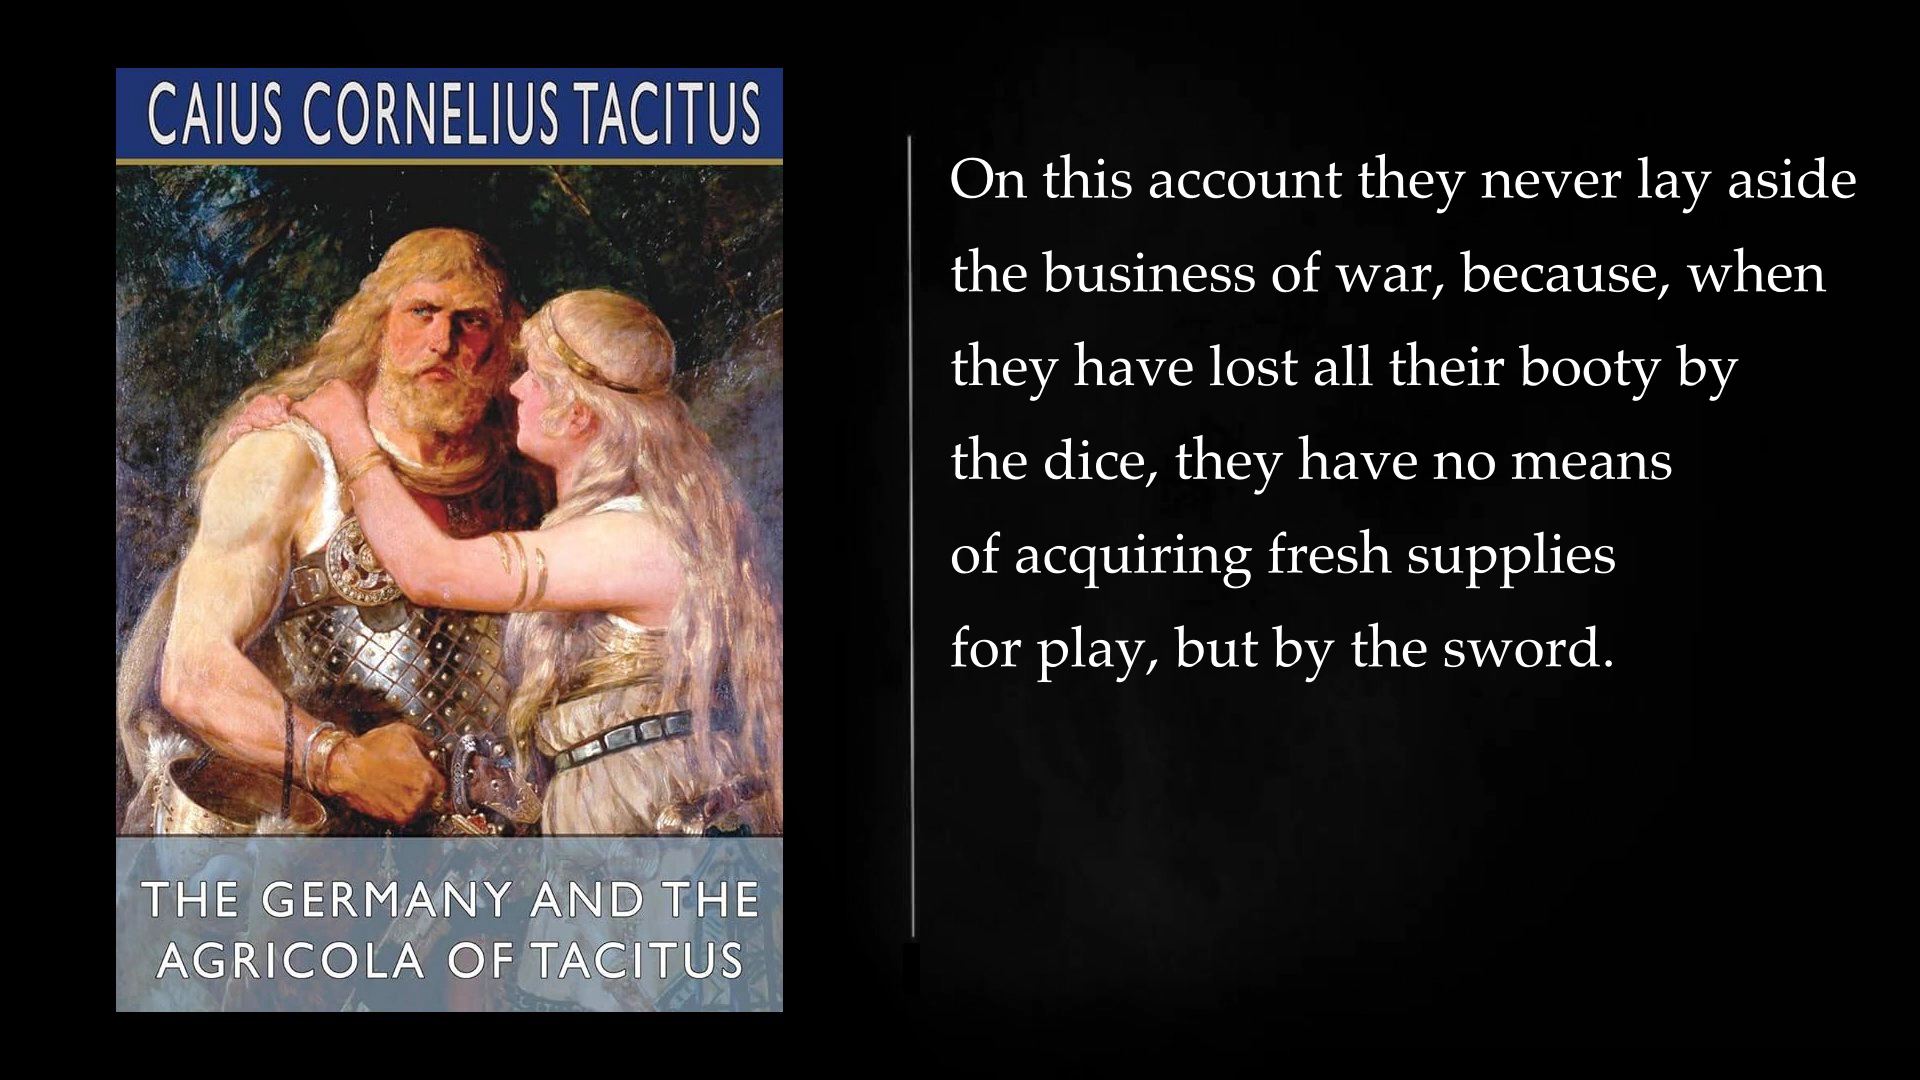 CAIUS CORNELIUS TACITUS
THE GERMANY AND THE
AGRICOLA OF TACITUS
On this account they never lay aside
the business of war, because, when
they have lost all their booty by
the dice, they have no means
of acquiring fresh supplies
for play, but by the sword.